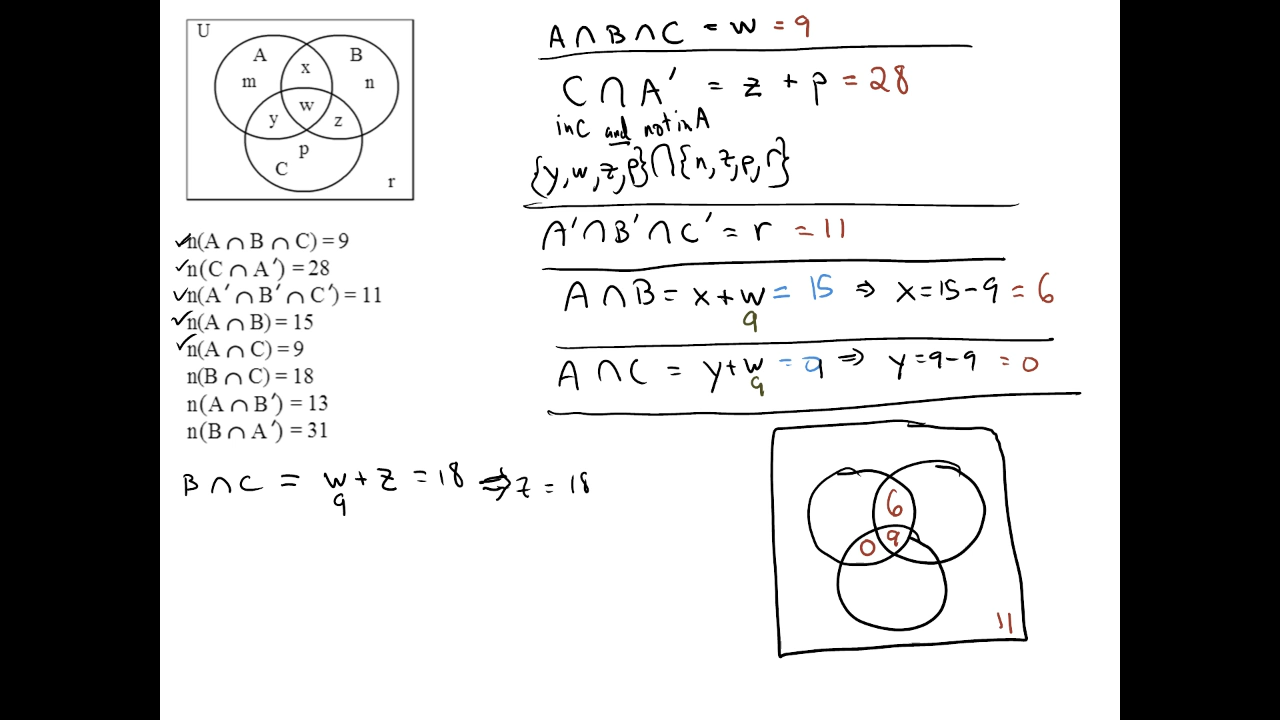 U
A
B
x
m
n
w
y
z
p
C
r
n(A ∩ B ∩ C) = 9
n(C ∩ A′) = 28
n(A′ ∩ B′ ∩ C′) = 11
n(A ∩ B) = 15
n(A ∩ C) = 9
n(B ∩ C) = 18
n(A ∩ B′) = 13
n(B ∩ A′) = 31
B ∩ C = w + z = 18 ⇒ z = 18
9
A ∩ B ∩ C = w = 9
C ∩ A′ = z + p = 28
in C and not in A
{y, w, z, p} ∩ {n, z, p, r}
A′ ∩ B′ ∩ C′ = r = 11
A ∩ B = x + w = 15 ⇒ x = 15 - 9 = 6
9
A ∩ C = y + w = 9 ⇒ y = 9 - 9 = 0
9
6
0 9
11